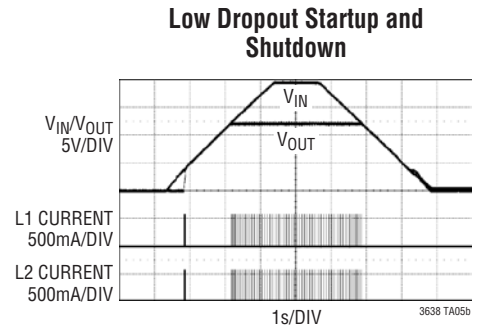 Low Dropout Startup and
Shutdown
VIN
VIN/VOUT
5V/DIV
VOUT
L1 CURRENT
500mA/DIV
L2 CURRENT
500mA/DIV
1s/DIV
3638 TA05b